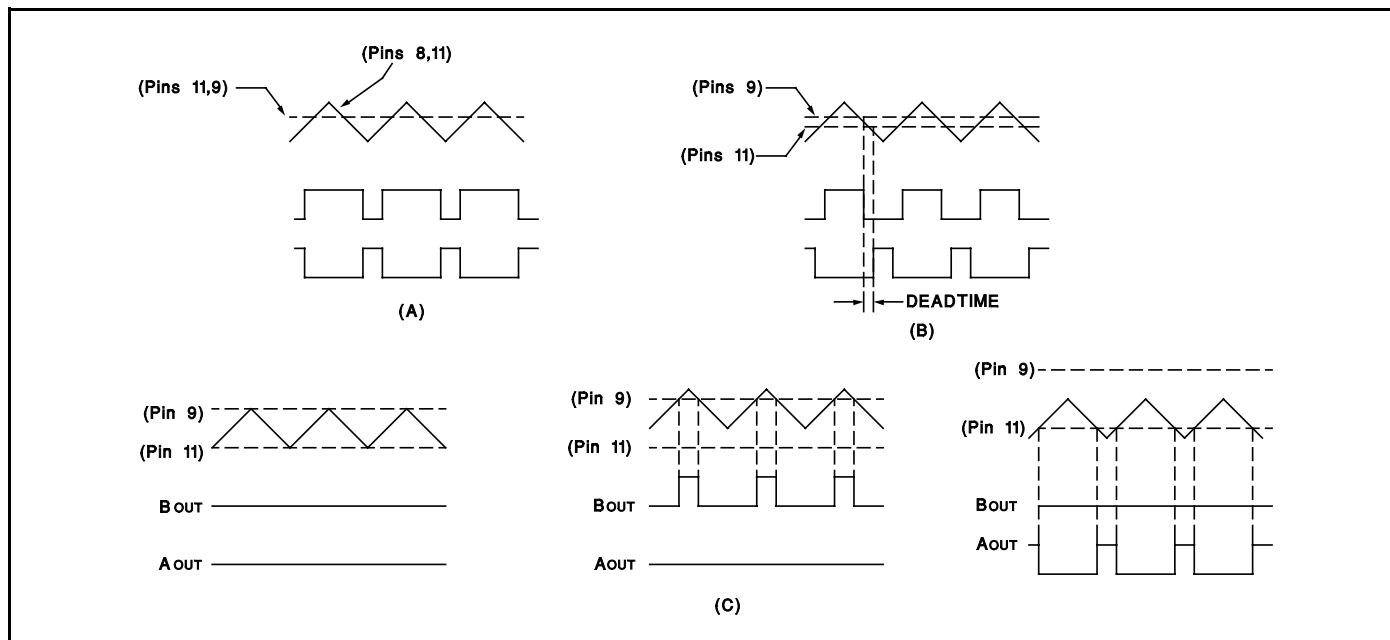 (Pins 8,11)
(Pins 11,9)
(A)
(Pins 9)
(Pins 11)
DEADTIME
(B)
(Pin 9)
(Pin 11)
BOUT
AOUT
(Pin 9)
(Pin 11)
BOUT
AOUT
(Pin 9)
(Pin 11)
BOUT
AOUT
(C)